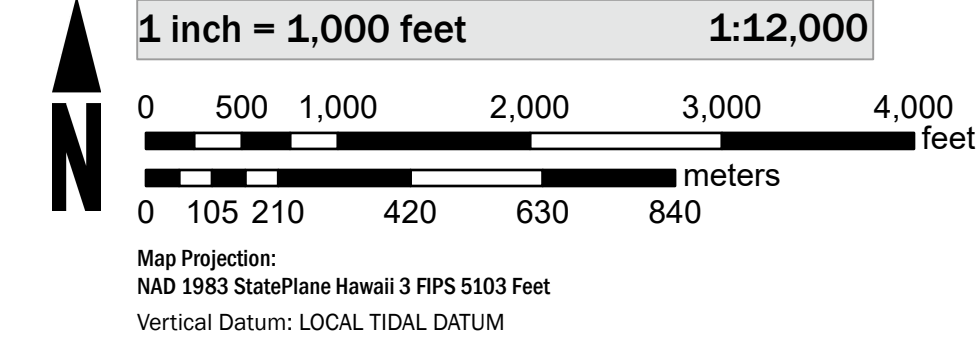 1 inch = 1,000 feet 1:12,000
0 500 1,000 2,000 3,000 4,000
feet
meters
0 105 210 420 630 840
N
Map Projection:
NAD 1983 StatePlane Hawaii 3 FIPS 5103 Feet
Vertical Datum: LOCAL TIDAL DATUM